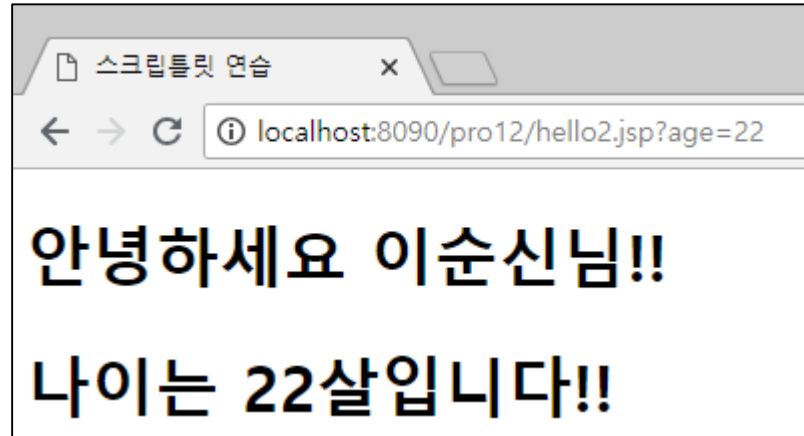 스크립틀릿 연습
localhost:8090/pro12/hello2.jsp?age=22
안녕하세요 이순신님!!
나이는 22살입니다!!